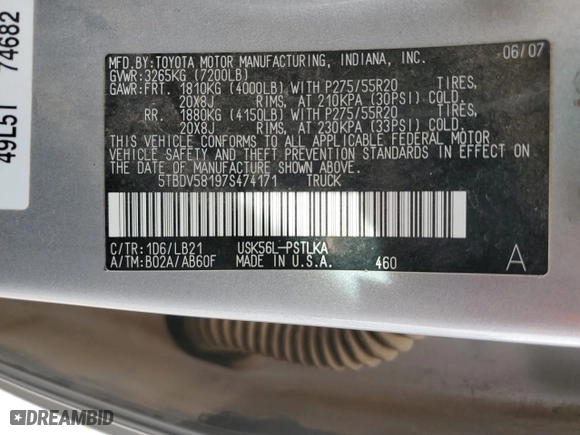 49L5T 74682
MFD.BY:TOYOTA MOTOR MANUFACTURING, INDIANA, INC. 06/07
GVWR:3265KG (7200LB)
GAWR:FRT. 1810KG (4000LB) WITH P275/55R20 TIRES,
20X8J RIMS, AT 210KPA (30PSI) COLD.
RR. 1880KG (4150LB) WITH P275/55R20 TIRES,
20X8J RIMS, AT 230KPA (33PSI) COLD.
THIS VEHICLE CONFORMS TO ALL APPLICABLE FEDERAL MOTOR
VEHICLE SAFETY AND THEFT PREVENTION STANDARDS IN EFFECT ON
THE DATE OF MANUFACTURE SHOWN ABOVE.
5TBDV58197S474171 TRUCK
C/TR:1D6/LB21 USK56L-PSTLKA
A/TM:B02A/AB60F MADE IN U.S.A. 460 A
DREAMBID